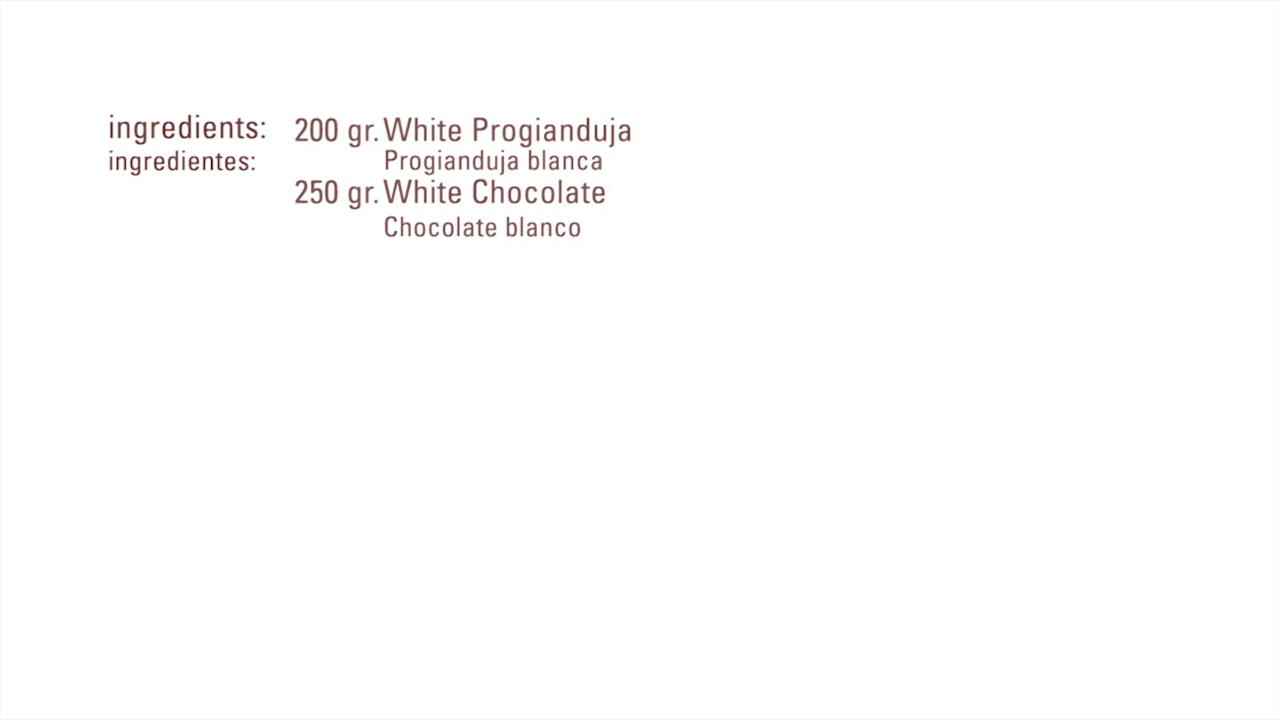 ingredients: 200 gr. White Progianduja
ingredientes: Progianduja blanca
250 gr. White Chocolate
Chocolate blanco